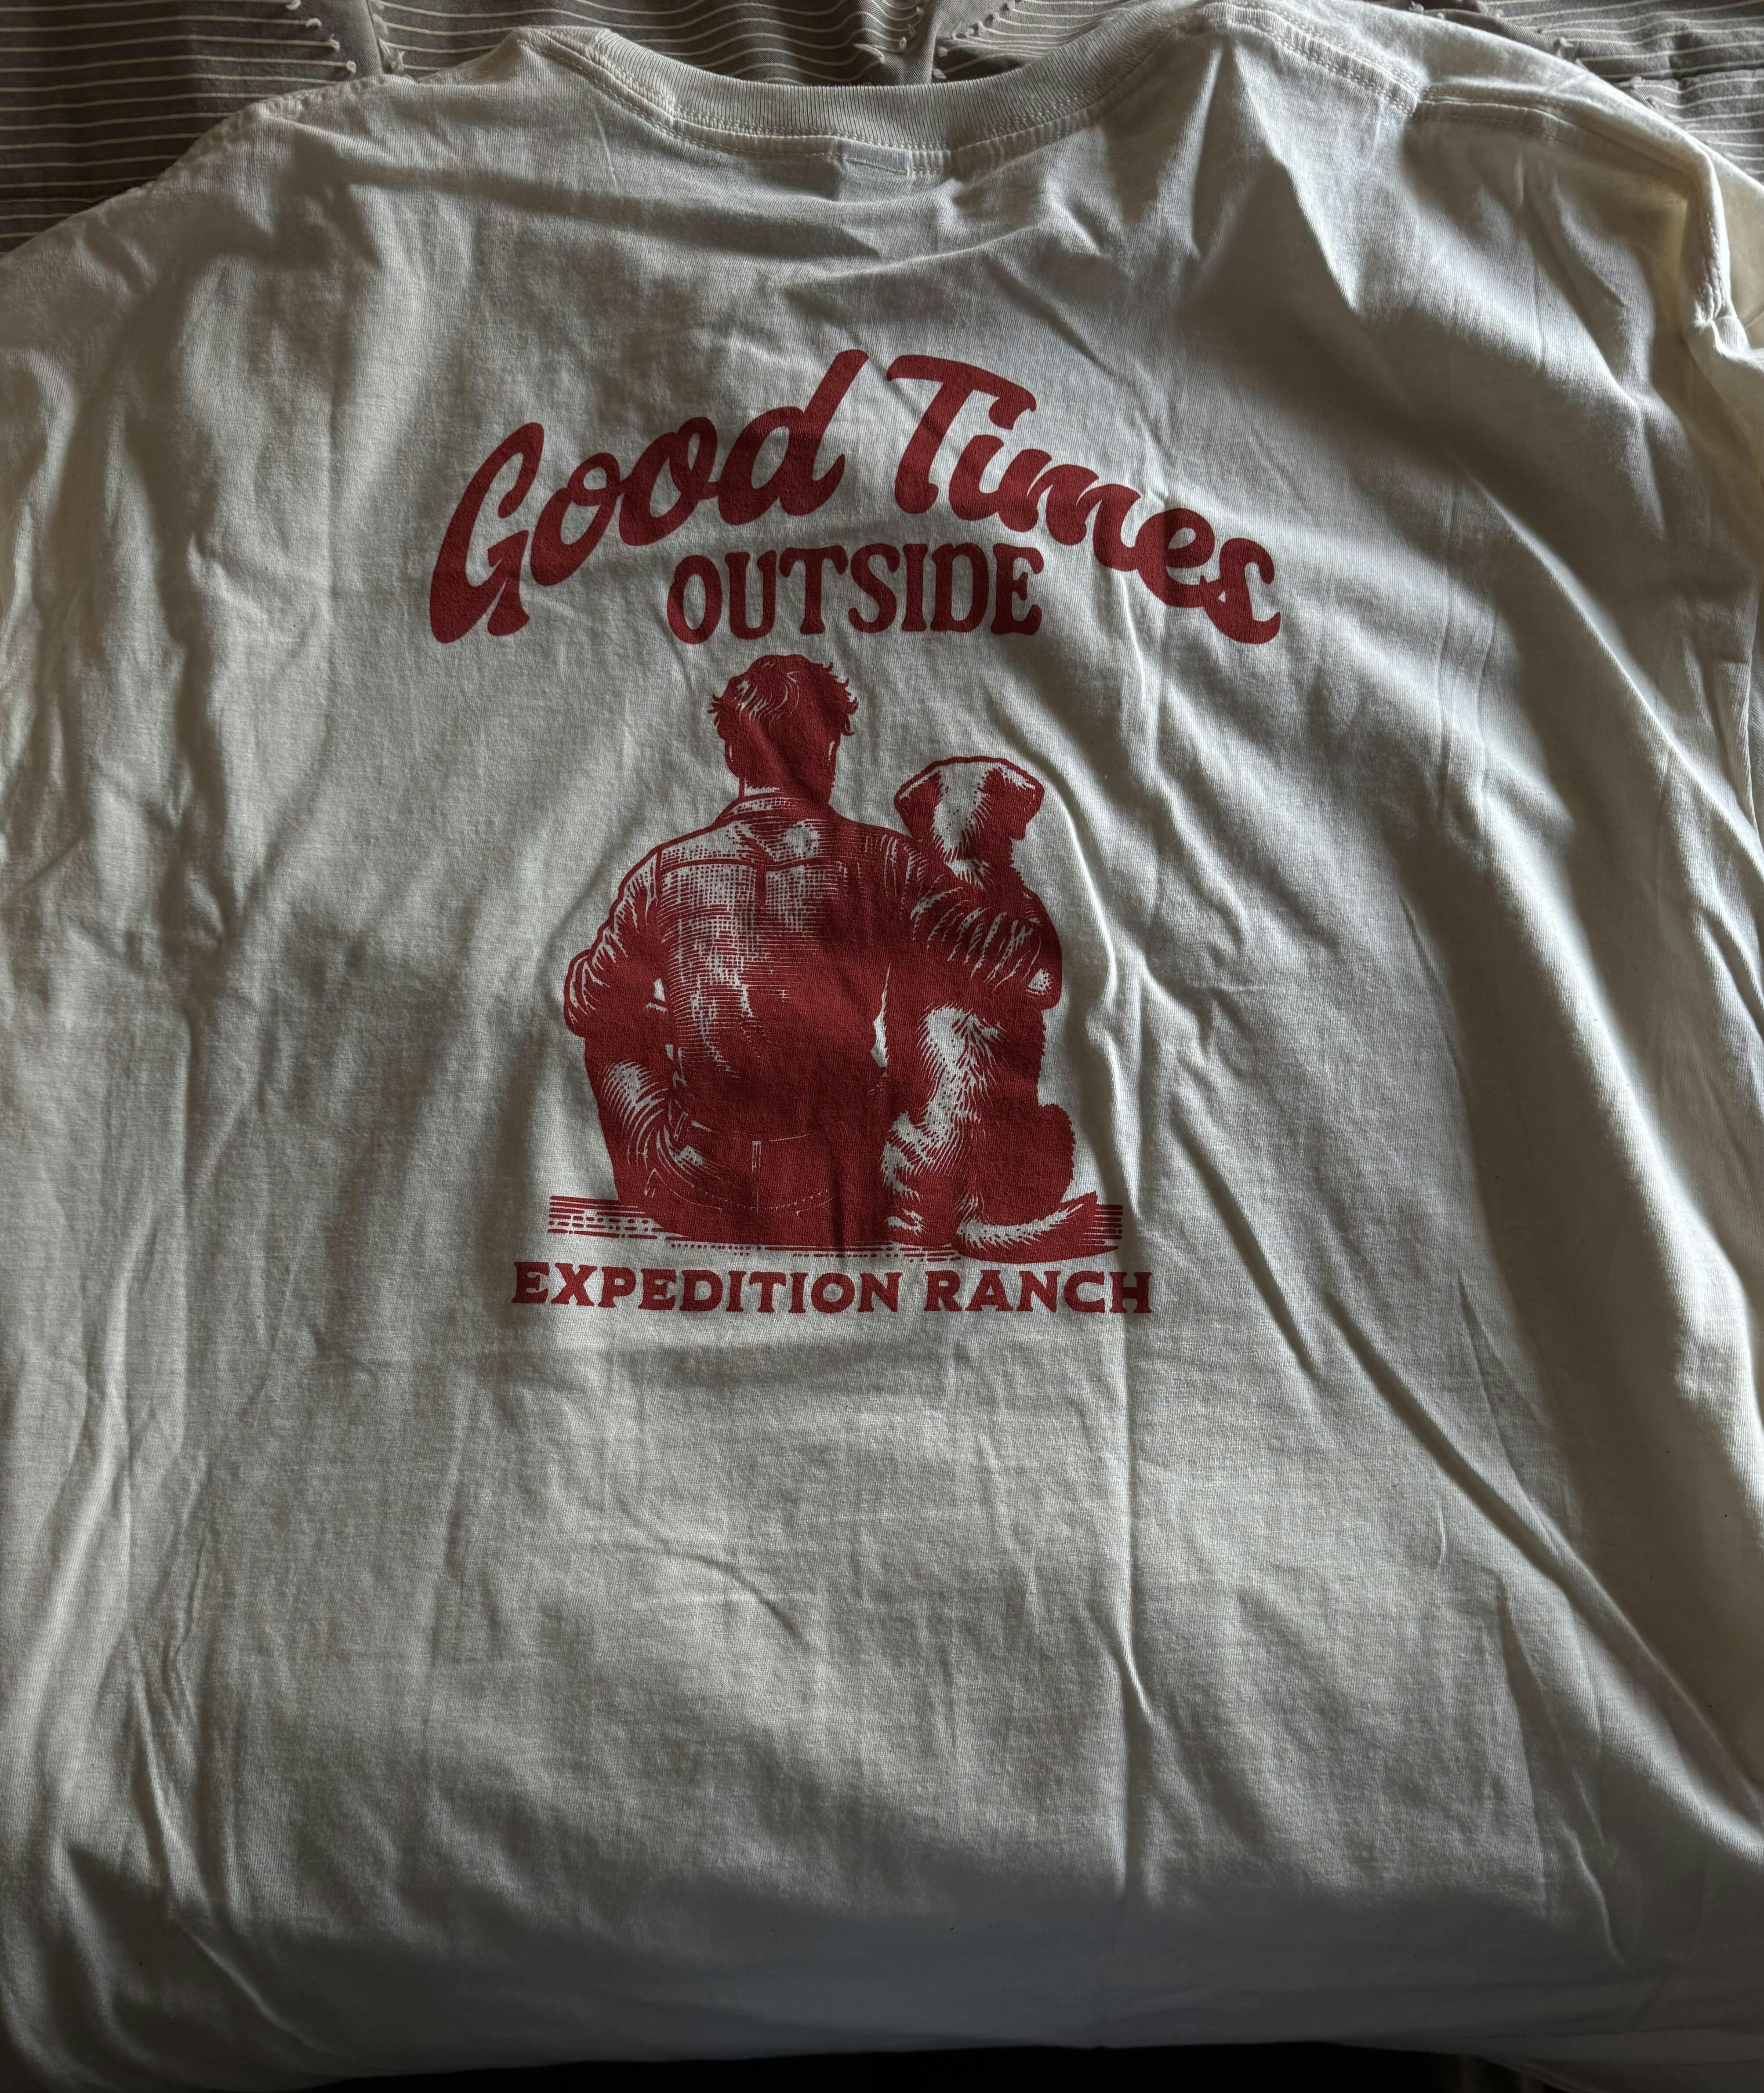 Good Times
OUTSIDE
EXPEDITION RANCH